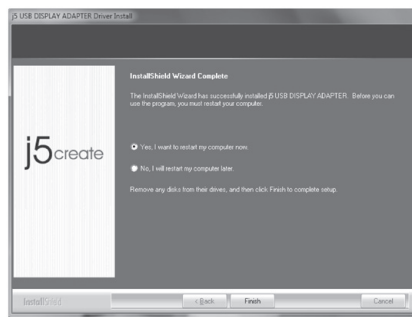 j5 USB DISPLAY ADAPTER Driver Install
InstallShield Wizard Complete
The InstallShield Wizard has successfully installed j5 USB DISPLAY ADAPTER. Before you can
use the program, you must restart your computer.
j5create
Yes, I want to restart my computer now.
No, I will restart my computer later.
Remove any disks from their drives, and then click Finish to complete setup.
InstallShield
< Back
Finish
Cancel